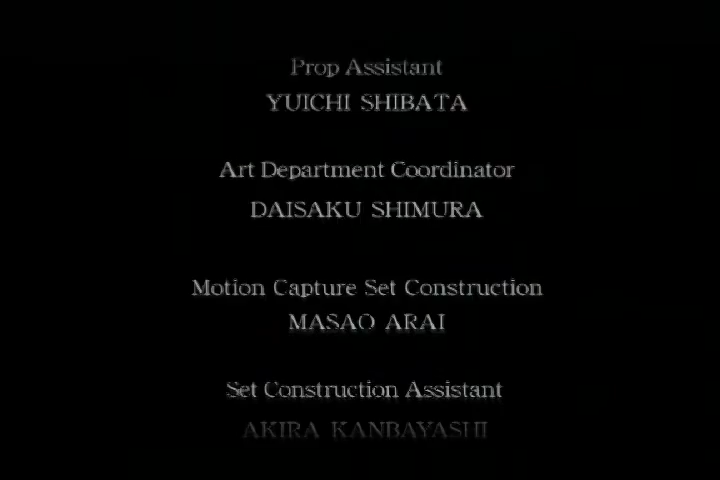 Prop Assistant
YUICHI SHIBATA
Art Department Coordinator
DAISAKU SHIMURA
Motion Capture Set Construction
MASAO ARAI
Set Construction Assistant
AKIRA KANBAYASHI